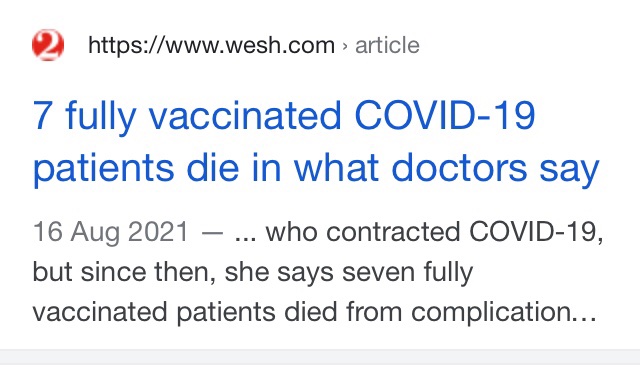 2 https://www.wesh.com › article
7 fully vaccinated COVID-19
patients die in what doctors say
16 Aug 2021 — ... who contracted COVID-19,
but since then, she says seven fully
vaccinated patients died from complication...